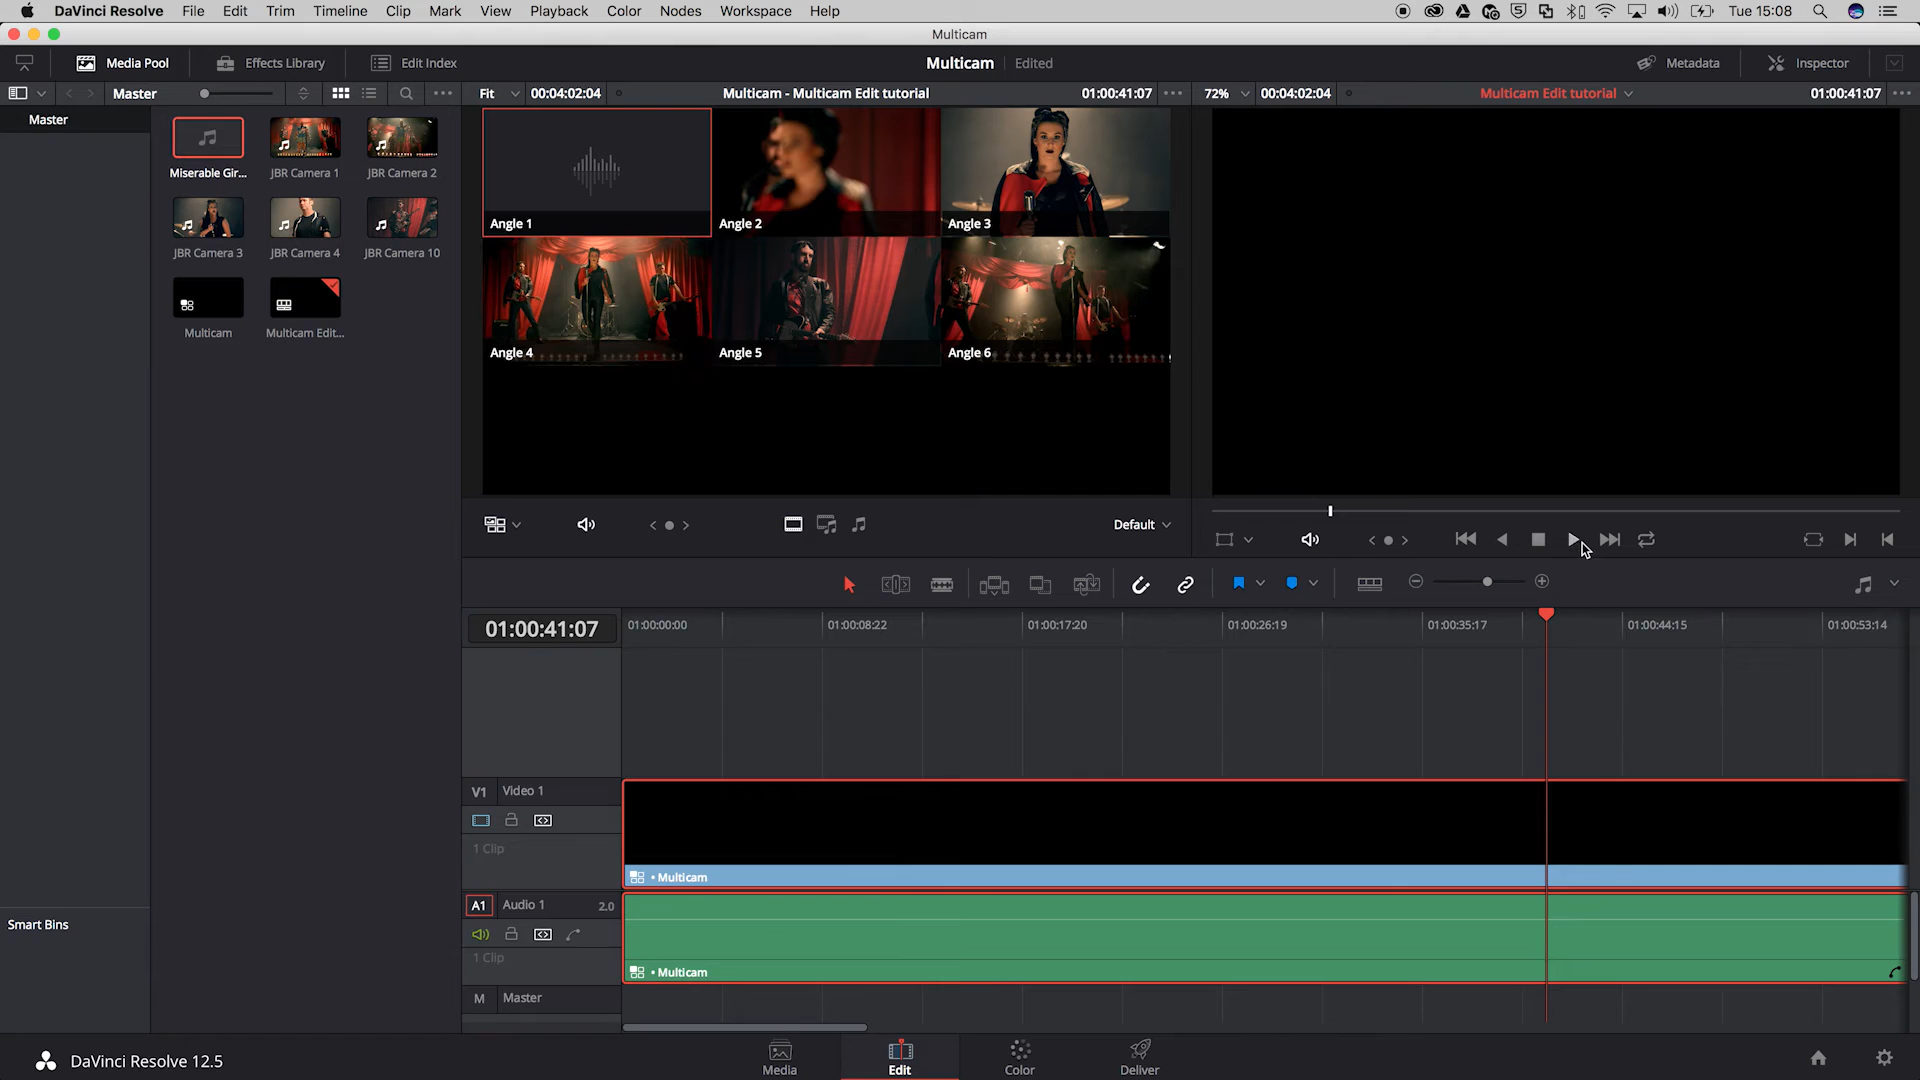 DaVinci Resolve File Edit Trim Timeline Clip Mark View Playback Color Nodes Workspace Help Tue 15:08
Multicam
Media Pool Effects Library Edit Index Multicam Edited Metadata Inspector
Master Fit 00:04:02:04 Multicam - Multicam Edit tutorial 01:00:41:07 72% 00:04:02:04 Multicam Edit tutorial 01:00:41:07
Master
Miserable Gir... JBR Camera 1 JBR Camera 2
JBR Camera 3 JBR Camera 4 JBR Camera 10
Multicam Multicam Edit...
Angle 1 Angle 2 Angle 3
Angle 4 Angle 5 Angle 6
Default
01:00:41:07 01:00:00:00 01:00:08:22 01:00:17:20 01:00:26:19 01:00:35:17 01:00:44:15 01:00:53:14
V1 Video 1
1 Clip
• Multicam
A1 Audio 1 2.0
1 Clip
• Multicam
M Master
Smart Bins
DaVinci Resolve 12.5
Media Edit Color Deliver